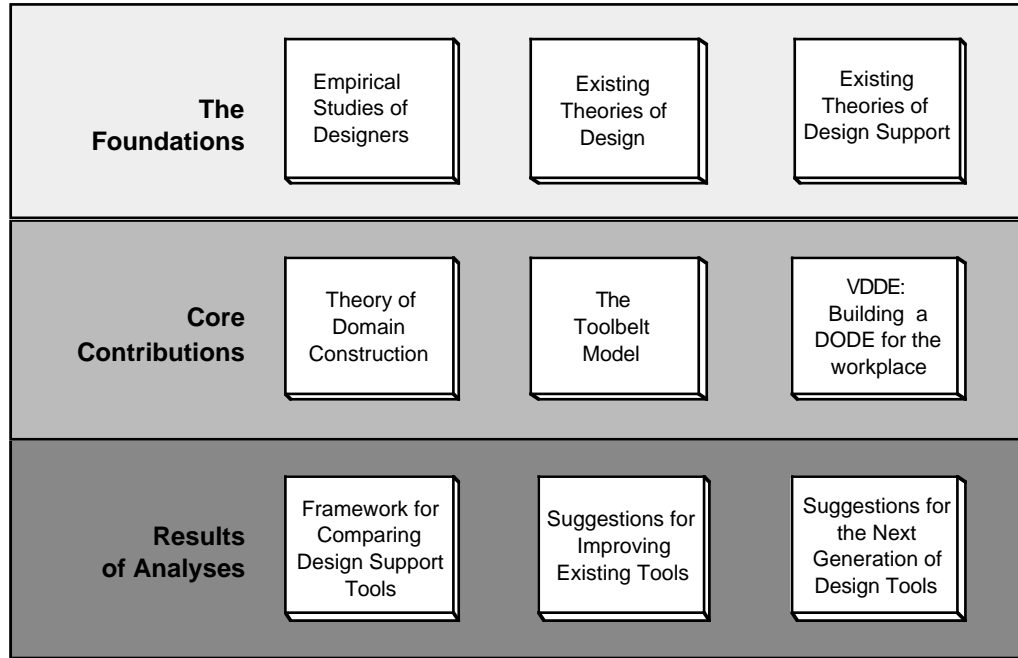 The
Foundations
Empirical
Studies of
Designers
Existing
Theories of
Design
Existing
Theories of
Design Support
Core
Contributions
Theory of
Domain
Construction
The
Toolbelt
Model
VDDE:
Building a
DODE for the
workplace
Results
of Analyses
Framework for
Comparing
Design Support
Tools
Suggestions for
Improving
Existing Tools
Suggestions for
the Next
Generation of
Design Tools